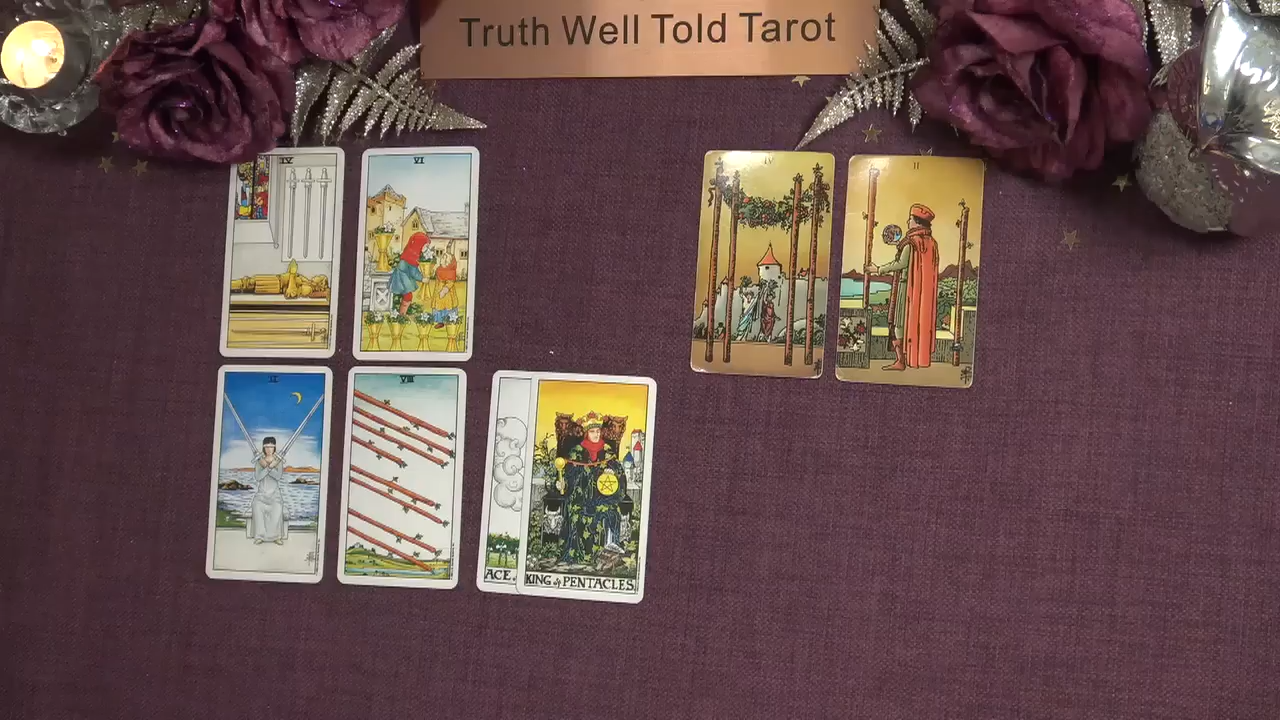 Truth Well Told Tarot
IV
VI
IV
II
II
VIII
ACE
KING of PENTACLES.